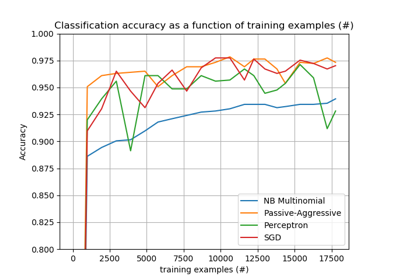 Classification accuracy as a function of training examples (#)
1.000
0.975
0.950
0.925
0.900
0.875
0.850
0.825
0.800
Accuracy
NB Multinomial
Passive-Aggressive
Perceptron
SGD
0 2500 5000 7500 10000 12500 15000 17500
training examples (#)